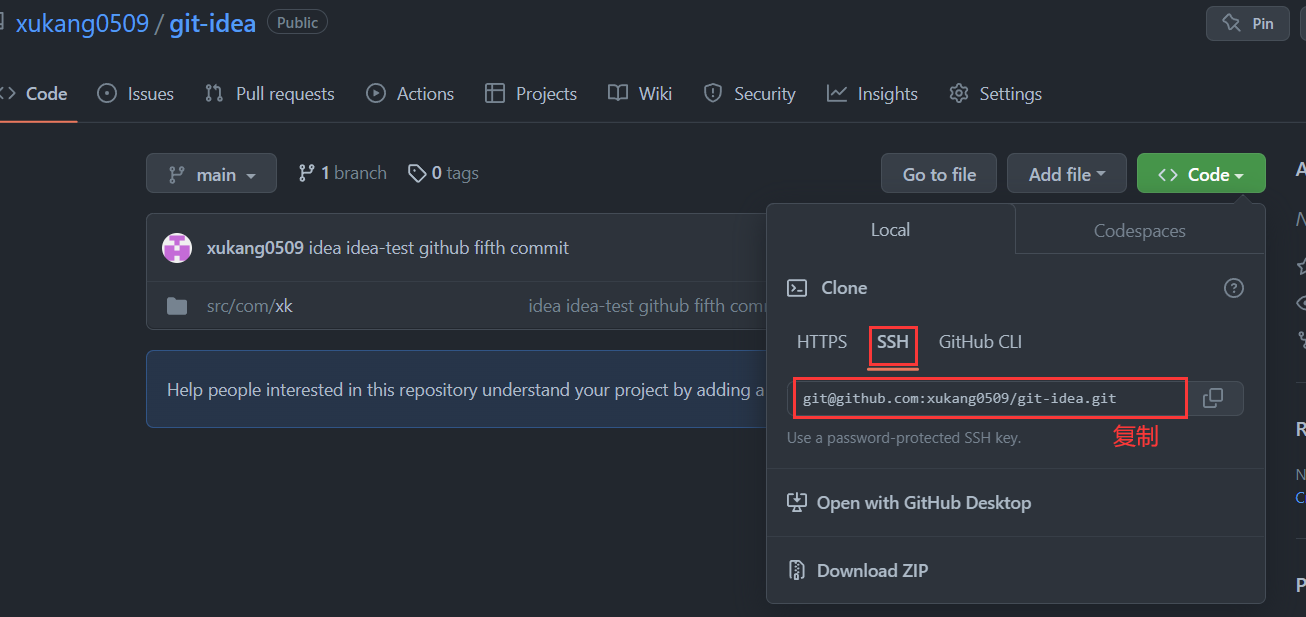 xukang0509 / git-idea Public Pin
Code Issues Pull requests Actions Projects Wiki Security Insights Settings
main 1 branch 0 tags Go to file Add file Code
xukang0509 idea idea-test github fifth commit
src/com/xk idea idea-test github fifth
Help people interested in this repository understand your project by adding a
Local Codespaces
Clone
HTTPS SSH GitHub CLI
git@github.com:xukang0509/git-idea.git
Use a password-protected SSH key.
复制
Open with GitHub Desktop
Download ZIP